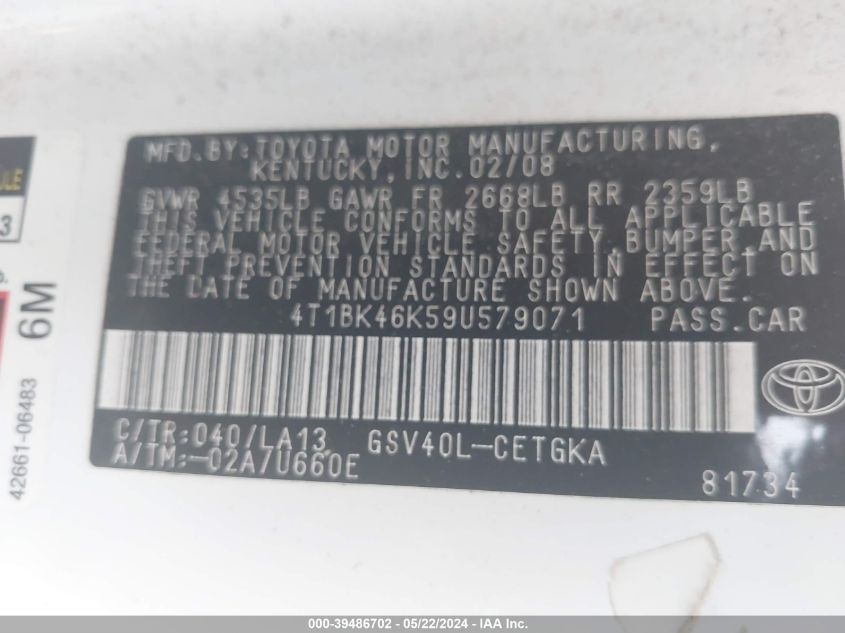 MFD. BY: TOYOTA MOTOR MANUFACTURING,
KENTUCKY, INC. 02/08
GVWR 4535LB GAWR FR 2668LB RR 2359LB
THIS VEHICLE CONFORMS TO ALL APPLICABLE
FEDERAL MOTOR VEHICLE SAFETY, BUMPER, AND
THEFT PREVENTION STANDARDS IN EFFECT ON
THE DATE OF MANUFACTURE SHOWN ABOVE.
4T1BK46K59U579071 PASS.CAR
C/TR:040/LA13 GSV40L-CETGKA
A/TM:-02A/U660E
81734
3
6M
42661-06483
000-39486702 - 05/22/2024 - IAA Inc.